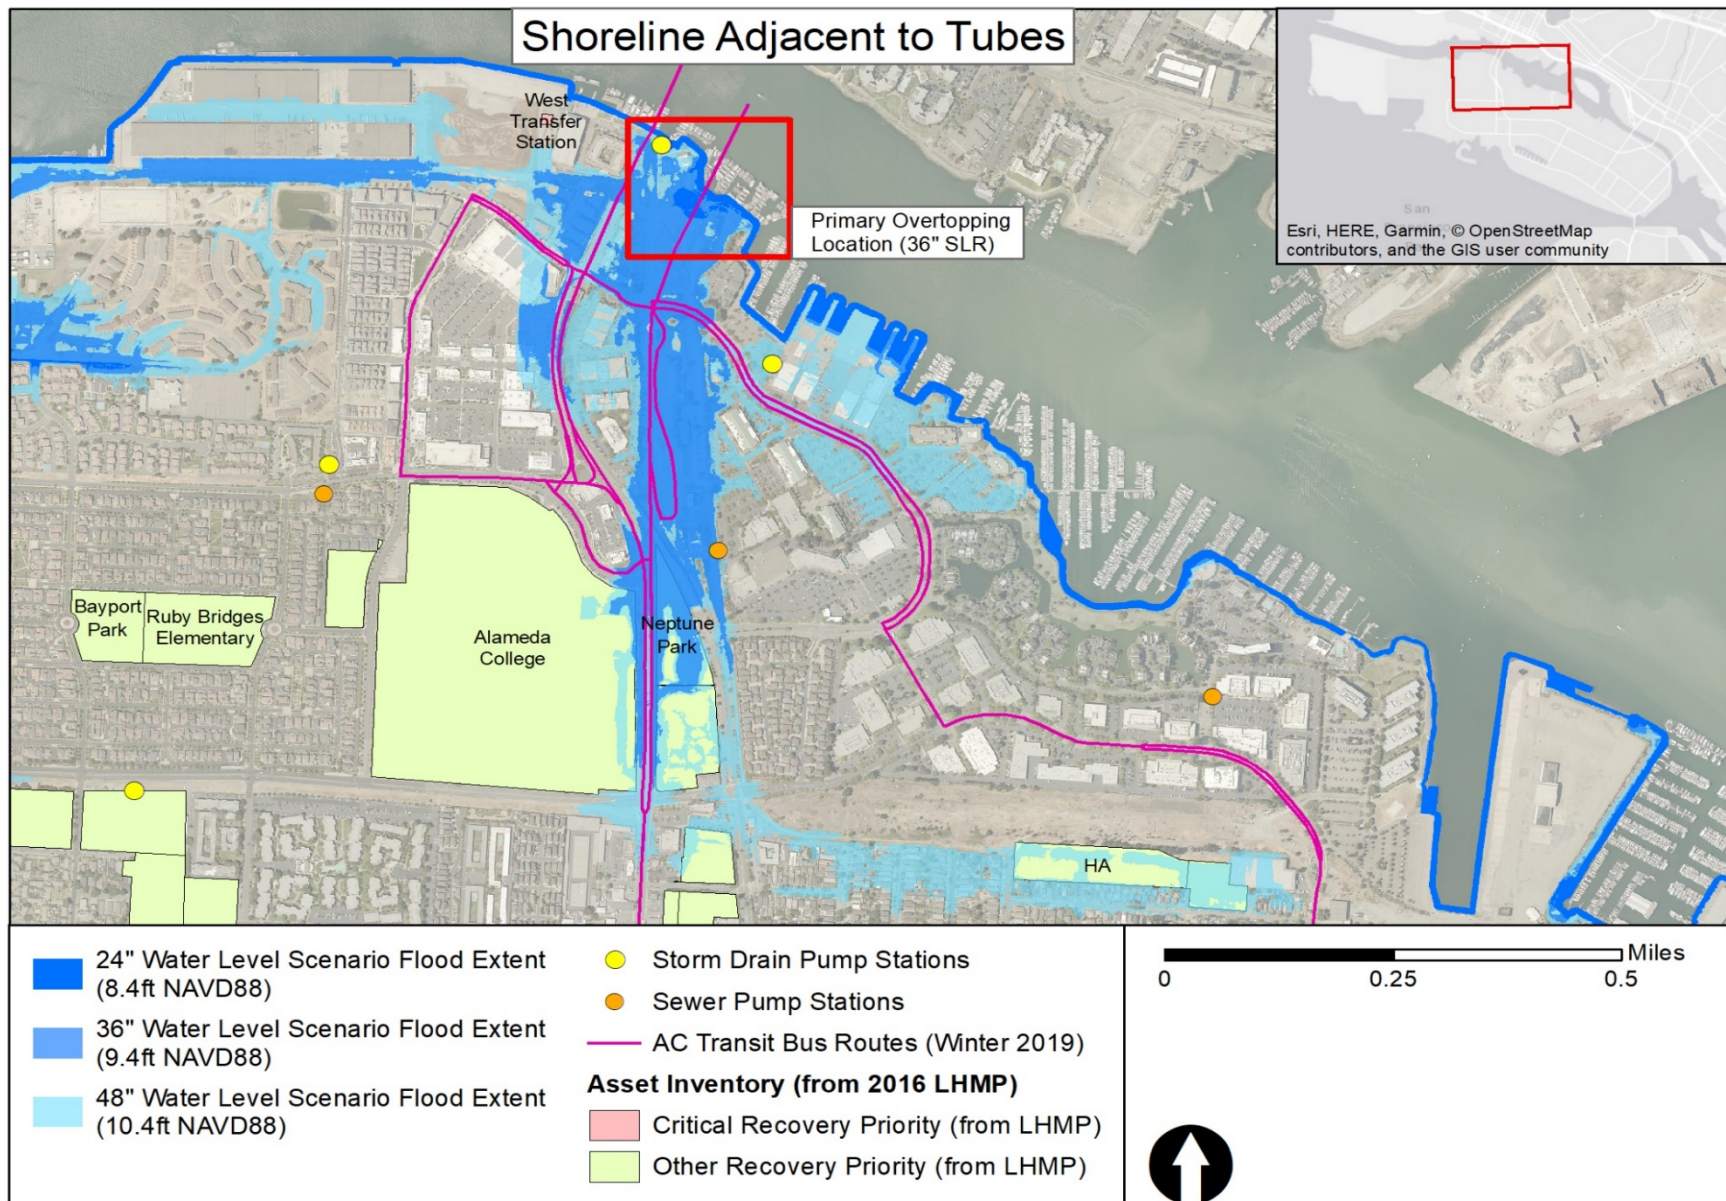 Shoreline Adjacent to Tubes
West
Transfer
Station
Primary Overtopping
Location (36" SLR)
San
Esri, HERE, Garmin, © OpenStreetMap
contributors, and the GIS user community
Bayport
Park
Ruby Bridges
Elementary
Alameda
College
Neptune
Park
HA
24" Water Level Scenario Flood Extent
(8.4ft NAVD88)
36" Water Level Scenario Flood Extent
(9.4ft NAVD88)
48" Water Level Scenario Flood Extent
(10.4ft NAVD88)
Storm Drain Pump Stations
Sewer Pump Stations
AC Transit Bus Routes (Winter 2019)
Asset Inventory (from 2016 LHMP)
Critical Recovery Priority (from LHMP)
Other Recovery Priority (from LHMP)
Miles
0 0.25 0.5